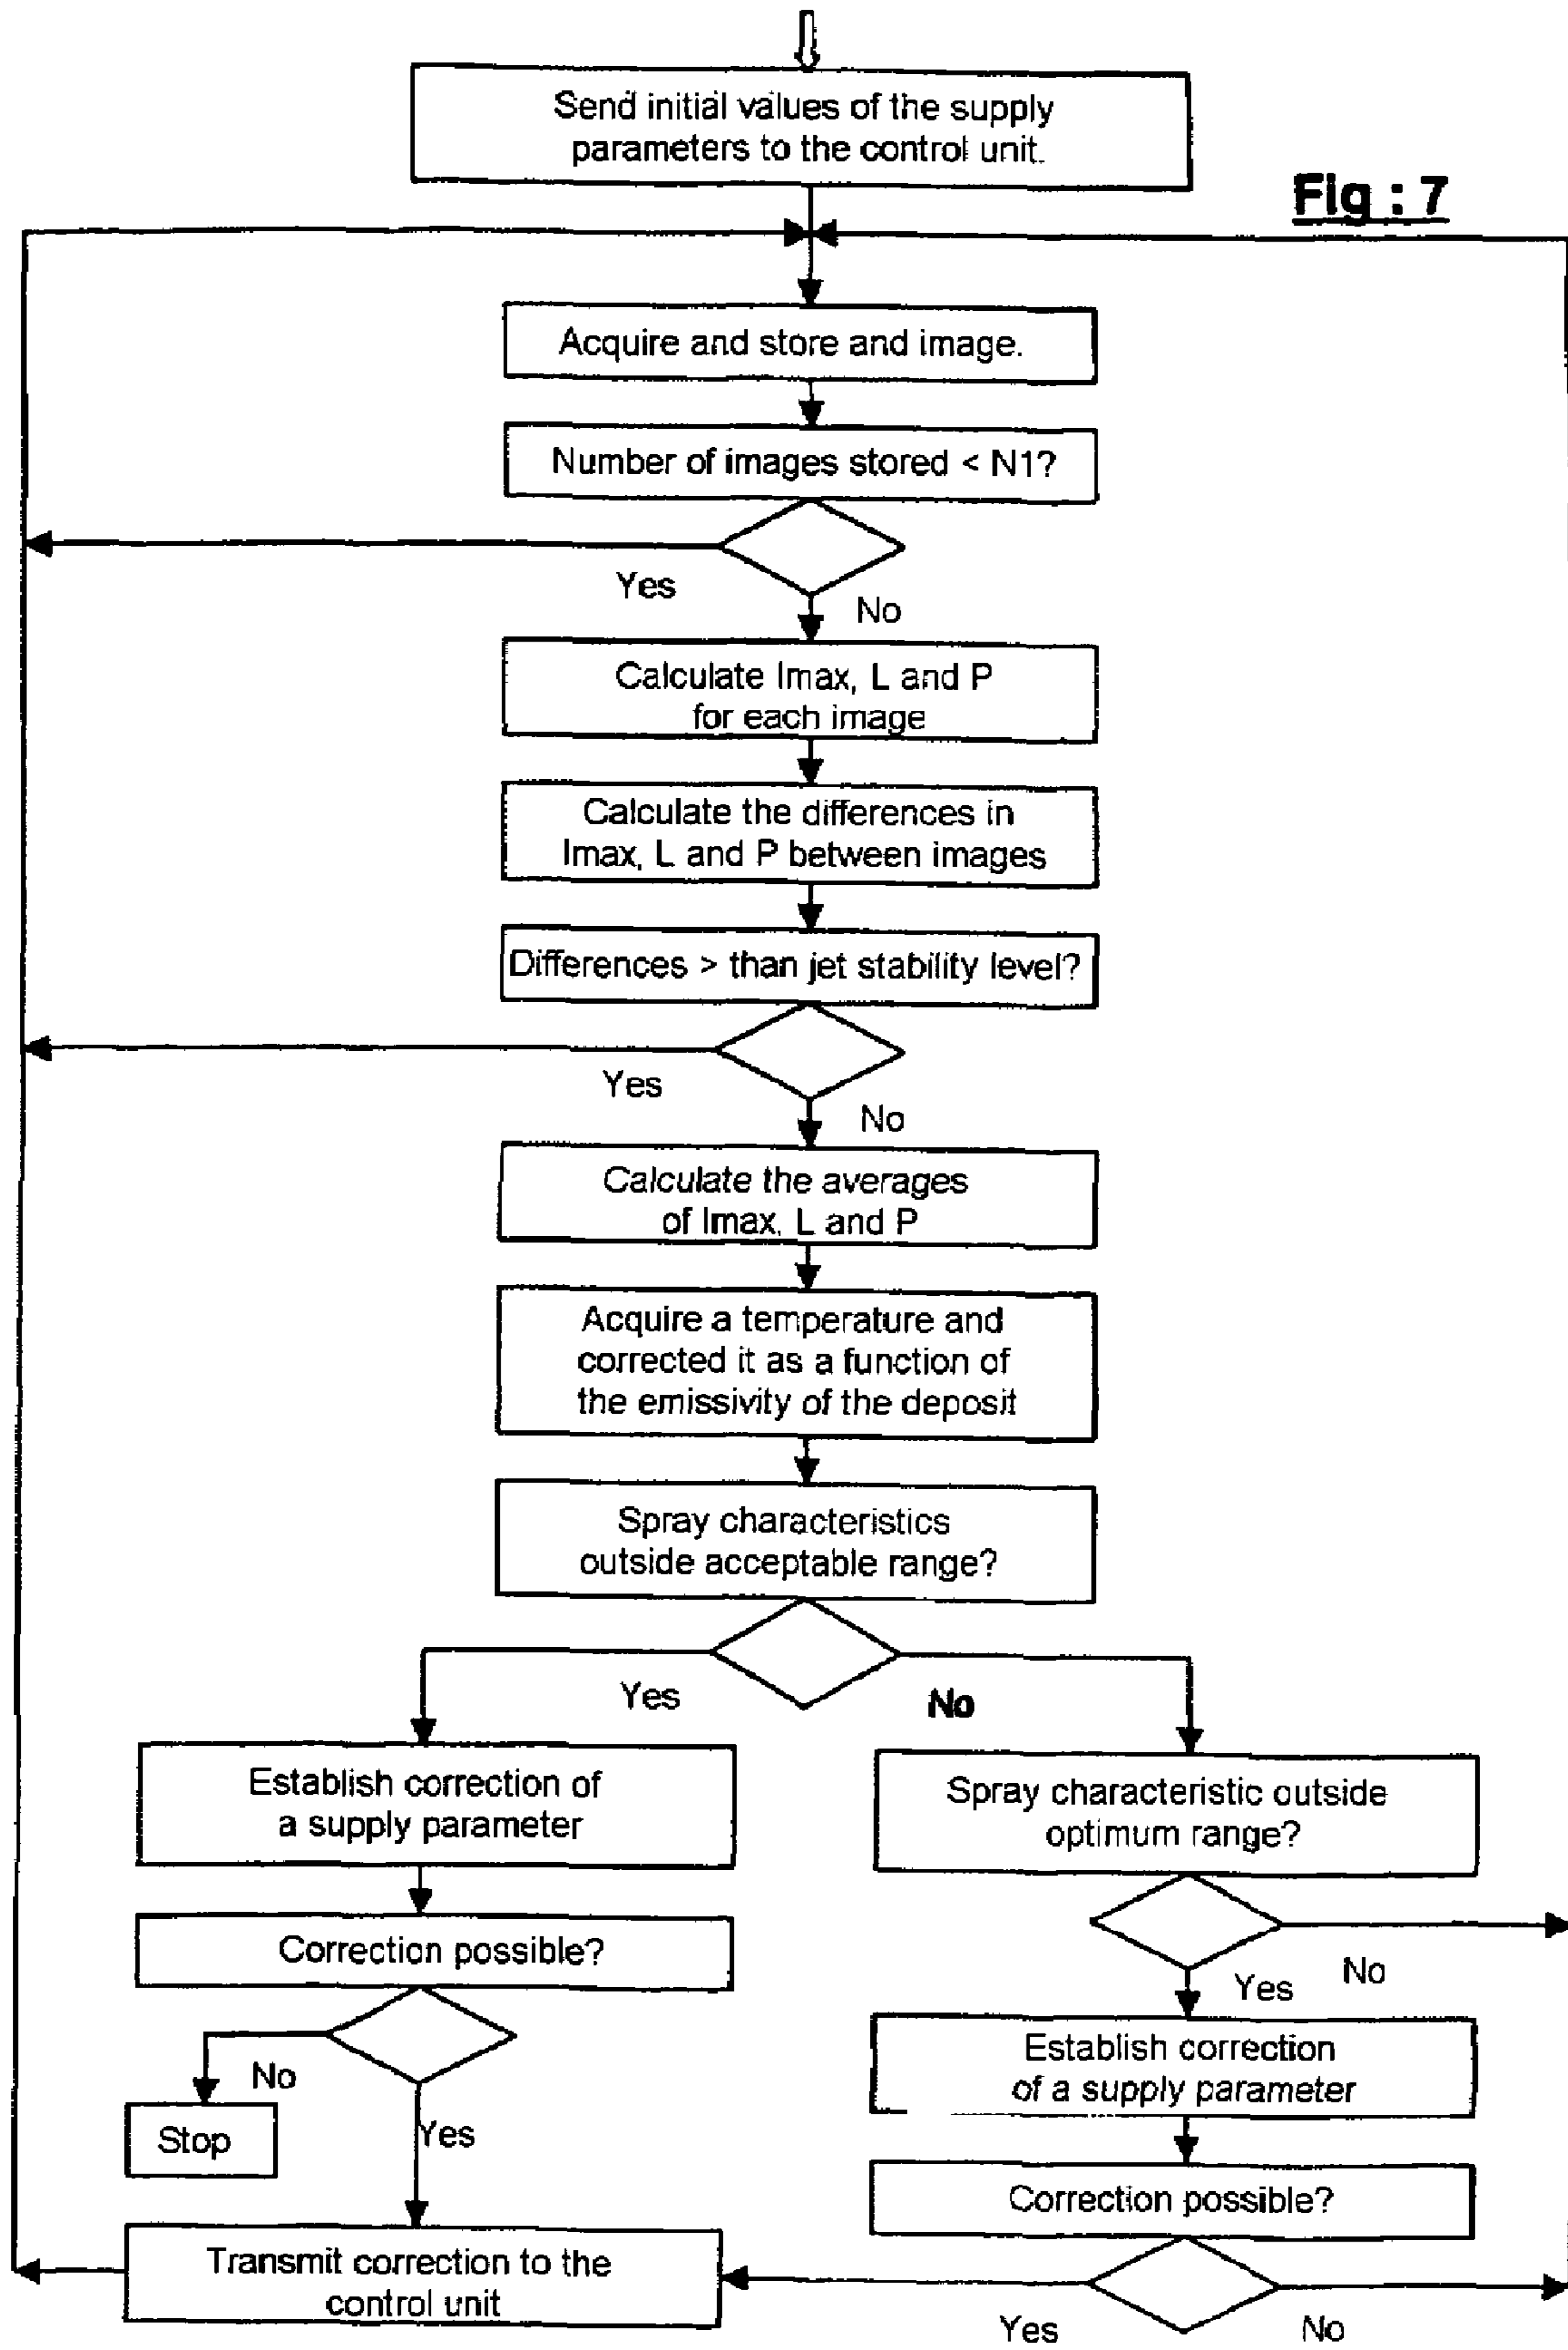 Send initial values of the supply
parameters to the control unit.
Fig : 7
Acquire and store and image.
Number of images stored < N1?
Yes
No
Calculate Imax, L and P
for each image
Calculate the differences in
Imax, L and P between images
Differences > than jet stability level?
Yes
No
Calculate the averages
of Imax, L and P
Acquire a temperature and
corrected it as a function of
the emissivity of the deposit
Spray characteristics
outside acceptable range?
Yes
No
Establish correction of
a supply parameter
Spray characteristic outside
optimum range?
Correction possible?
Yes
No
No
Stop
Yes
Establish correction
of a supply parameter
Correction possible?
Transmit correction to the
control unit
Yes
No